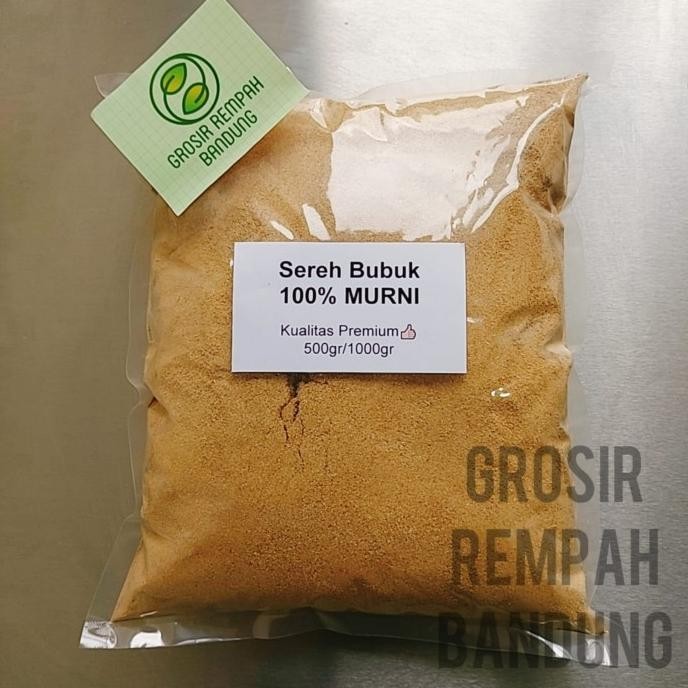 GROSIR REMPAH
BANDUNG
Sereh Bubuk
100% MURNI
Kualitas Premium👍
500gr/1000gr
GROSIR
REMPAH
BANDUNG